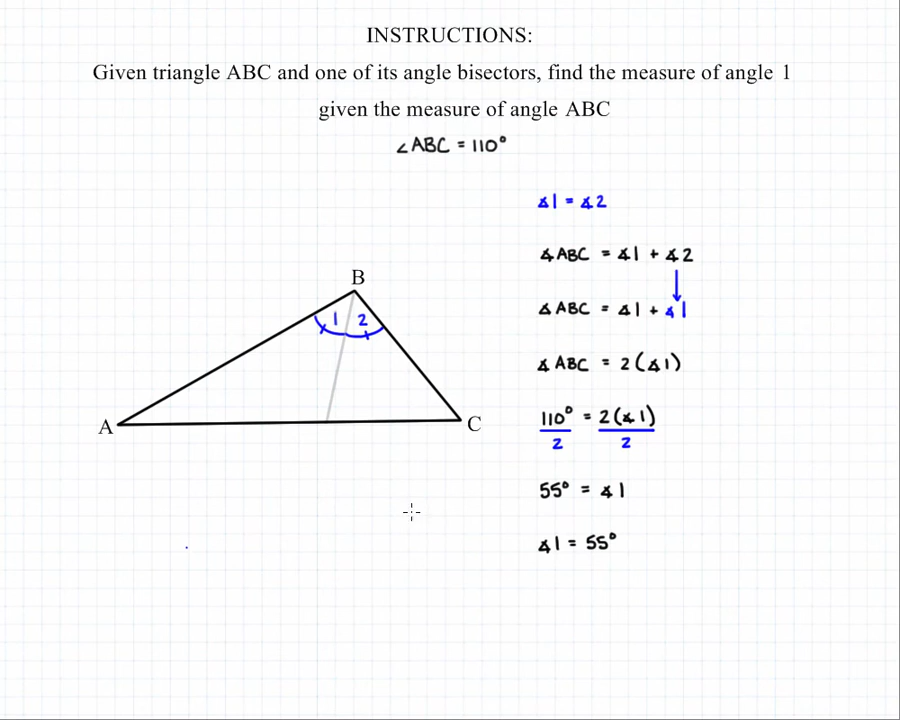 INSTRUCTIONS:
Given triangle ABC and one of its angle bisectors, find the measure of angle 1
given the measure of angle ABC
∠ABC = 110°
∡1 = ∡2
∡ABC = ∡1 + ∡2
∡ABC = ∡1 + ∡1
∡ABC = 2(∡1)
110° = 2(∡1)
2 2
55° = ∡1
∡1 = 55°
B
1 2
A C